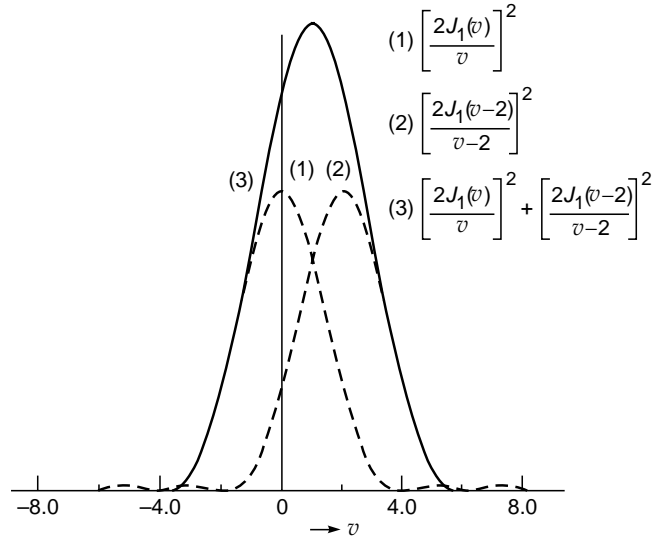 (1) [2J₁(v)/v]²
(2) [2J₁(v–2)/v–2]²
(3) [2J₁(v)/v]² + [2J₁(v–2)/v–2]²
(3) (1) (2)
–8.0 –4.0 0 4.0 8.0
→ v